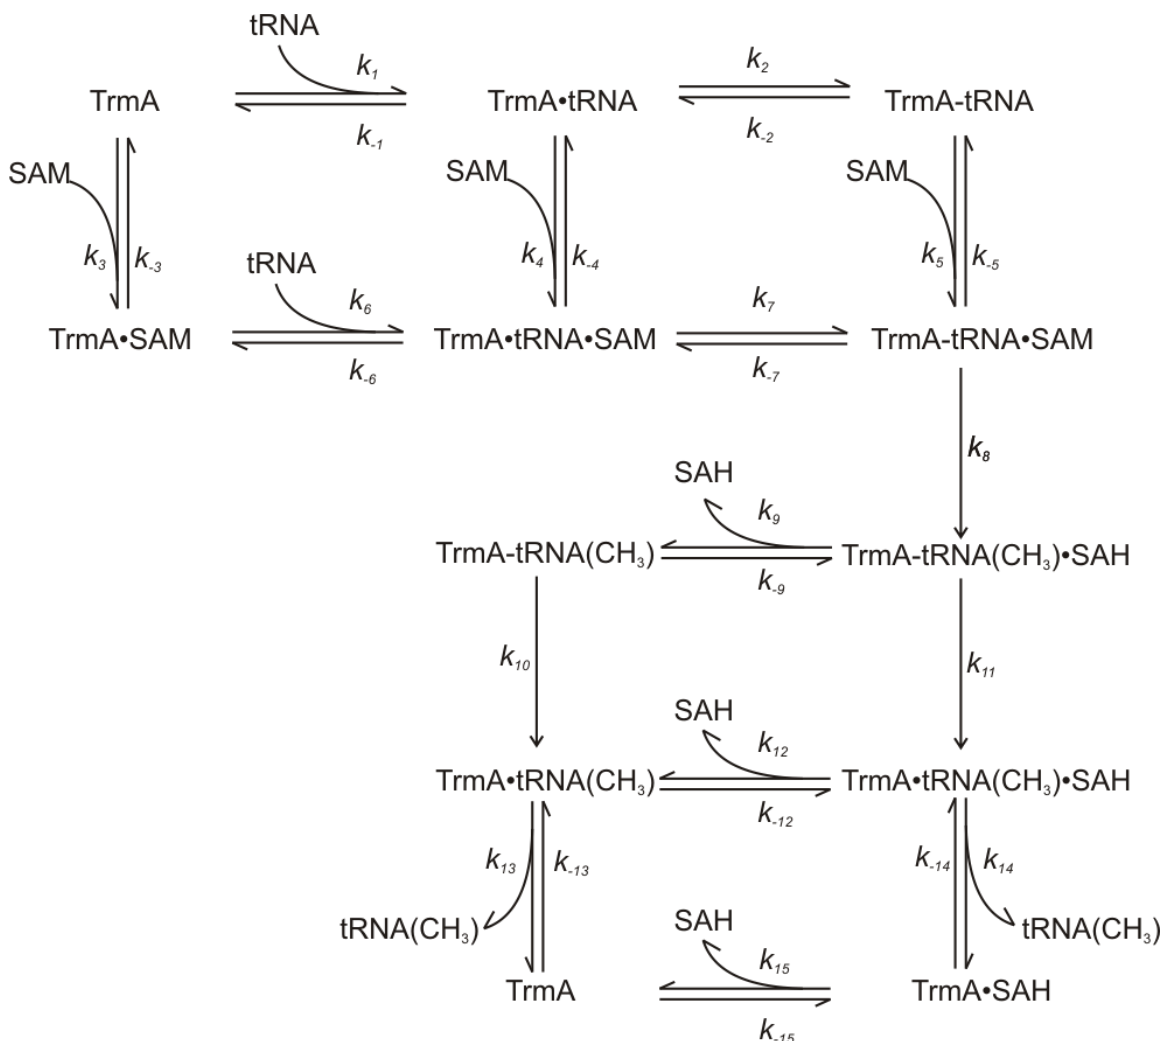 tRNA
k1
k2
TrmA
TrmA•tRNA
TrmA-tRNA
k-1
k-2
SAM
SAM
SAM
k3
k-3
k4
k-4
k5
k-5
tRNA
k6
k7
TrmA•SAM
TrmA•tRNA•SAM
TrmA-tRNA•SAM
k-6
k-7
k8
SAH
k9
TrmA-tRNA(CH3)
TrmA-tRNA(CH3)•SAH
k-9
k10
k11
SAH
k12
TrmA•tRNA(CH3)
TrmA•tRNA(CH3)•SAH
k-12
k13
k-13
k-14
k14
tRNA(CH3)
SAH
tRNA(CH3)
k15
TrmA
TrmA•SAH
k-15